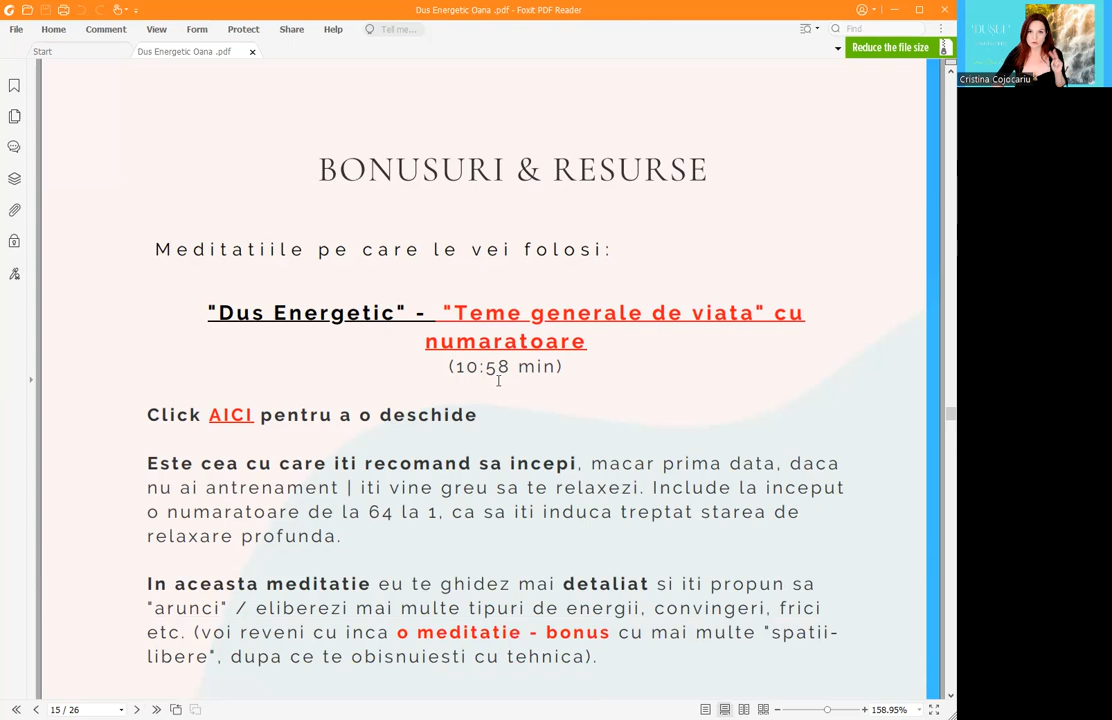 Dus Energetic Oana .pdf - Foxit PDF Reader
File Home Comment View Form Protect Share Help Tell me... Find
Start Dus Energetic Oana .pdf
Reduce the file size
Cristina Cojocariu
BONUSURI & RESURSE
Meditatiile pe care le vei folosi:
"Dus Energetic" - "Teme generale de viata" cu
numaratoare
(10:58 min)
Click AICI pentru a o deschide
Este cea cu care iti recomand sa incepi, macar prima data, daca
nu ai antrenament | iti vine greu sa te relaxezi. Include la inceput
o numaratoare de la 64 la 1, ca sa iti induca treptat starea de
relaxare profunda.
In aceasta meditatie eu te ghidez mai detaliat si iti propun sa
"arunci" / eliberezi mai multe tipuri de energii, convingeri, frici
etc. (voi reveni cu inca o meditatie - bonus cu mai multe "spatii-
libere", dupa ce te obisnuiesti cu tehnica).
15 / 26
158.95%